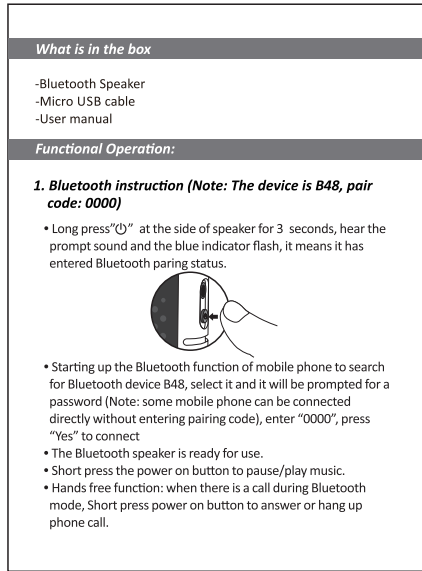 What is in the box
-Bluetooth Speaker
-Micro USB cable
-User manual
Functional Operation:
1. Bluetooth instruction (Note: The device is B48, pair
code: 0000)
• Long press"⏻" at the side of speaker for 3 seconds, hear the
prompt sound and the blue indicator flash, it means it has
entered Bluetooth paring status.
• Starting up the Bluetooth function of mobile phone to search
for Bluetooth device B48, select it and it will be prompted for a
password (Note: some mobile phone can be connected
directly without entering pairing code), enter “0000”, press
“Yes” to connect
• The Bluetooth speaker is ready for use.
• Short press the power on button to pause/play music.
• Hands free function: when there is a call during Bluetooth
mode, Short press power on button to answer or hang up
phone call.